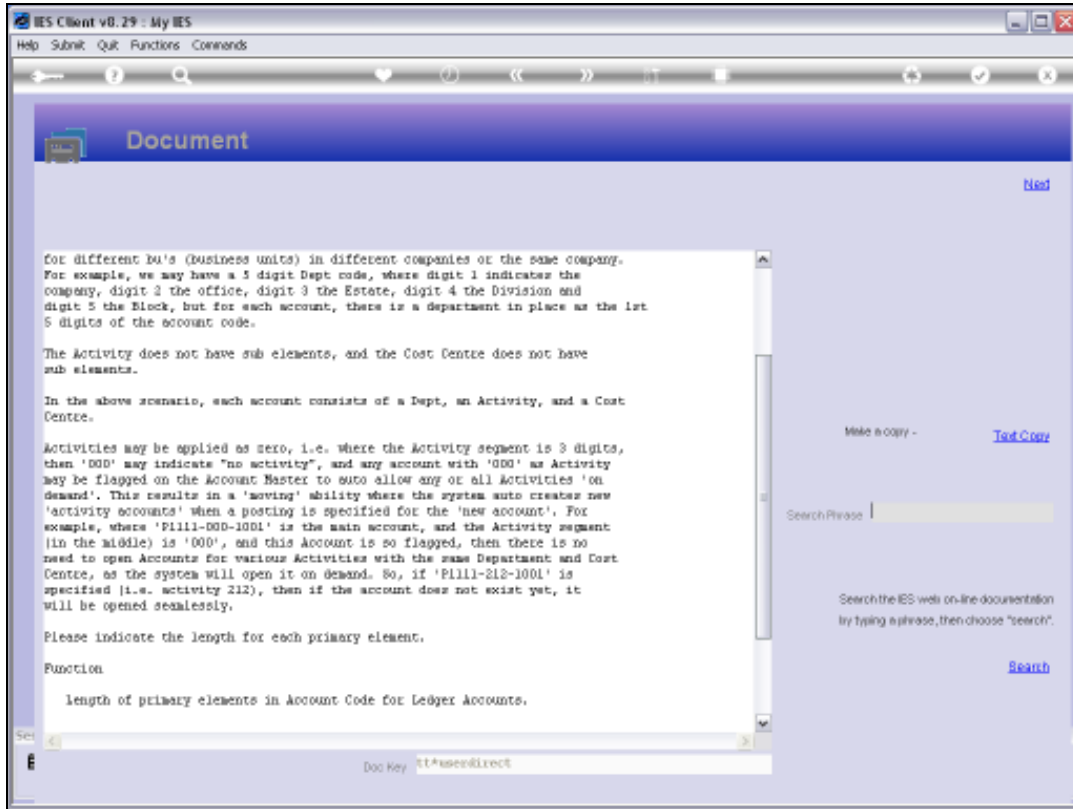 IES Client v8.29 : My IES
Help Submit Quit Functions Commands
Document
Next
for different bu's (business units) in different companies or the same company.
For example, we may have a 5 digit Dept code, where digit 1 indicates the
company, digit 2 the office, digit 3 the Estate, digit 4 the Division and
digit 5 the Block, but for each account, there is a department in place as the 1st
5 digits of the account code.
The Activity does not have sub elements, and the Cost Centre does not have
sub elements.
In the above scenario, each account consists of a Dept, an Activity, and a Cost
Centre.
Activities may be applied as zero, i.e. where the Activity segment is 3 digits,
then '000' may indicate "no activity", and any account with '000' as Activity
may be flagged on the Account Master to auto allow any or all Activities 'on
demand'. This results in a 'moving' ability where the system auto creates new
'activity accounts' when a posting is specified for the 'new account'. For
example, where 'P1111-000-1001' is the main account, and the Activity segment
(in the middle) is '000', and this Account is so flagged, then there is no
need to open Accounts for various Activities with the same Department and Cost
Centre, as the system will open it on demand. So, if 'P1111-212-1001' is
specified (i.e. activity 212), then if the account does not exist yet, it
will be opened seamlessly.
Please indicate the length for each primary element.
Function
length of primary elements in Account Code for Ledger Accounts.
Make a copy -
Text Copy
Search Phrase
Search the IES web on-line documentation
by typing a phrase, then choose "search".
Search
Doc Key tt*userdirect